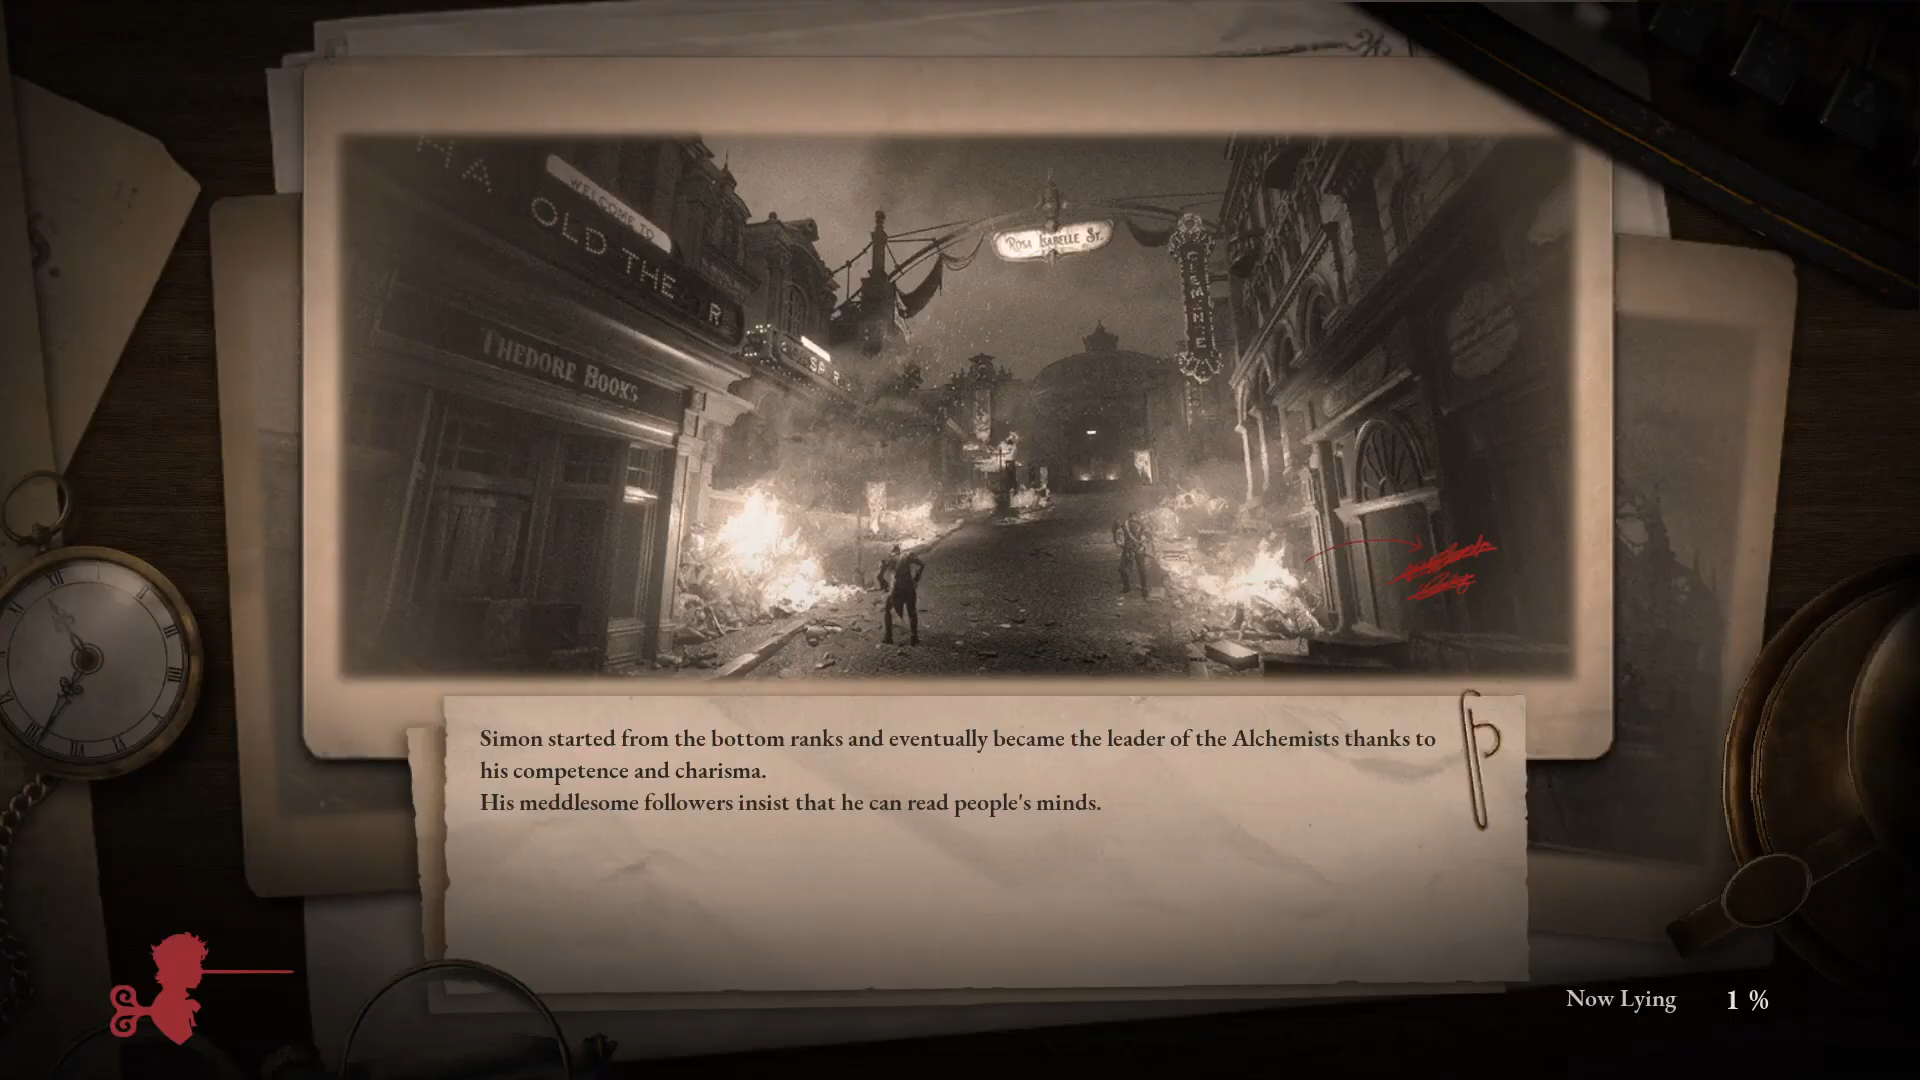 WELCOME TO
OLD THE R
THEDORE BOOKS
ROSA ISABELLE ST.
CLEM NCE
Simon started from the bottom ranks and eventually became the leader of the Alchemists thanks to
his competence and charisma.
His meddlesome followers insist that he can read people's minds.
Now Lying 1 %